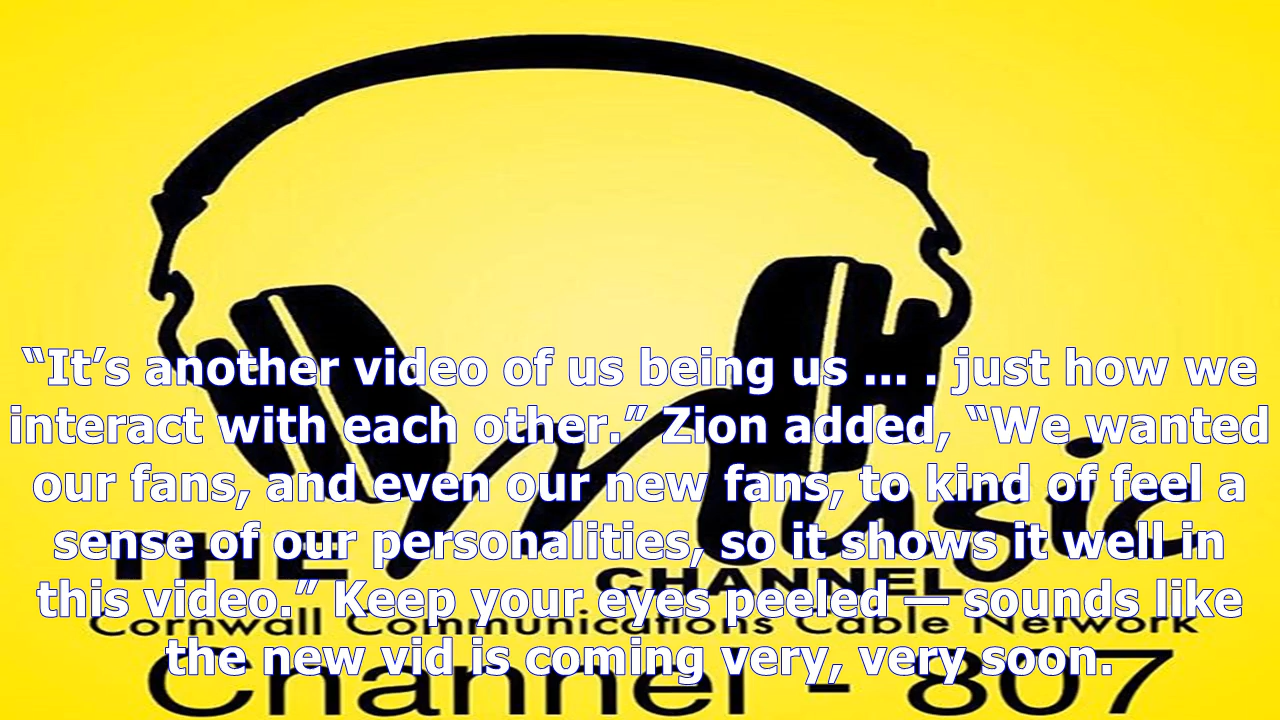 “It’s another video of us being us ... . just how we
interact with each other.” Zion added, “We wanted
our fans, and even our new fans, to kind of feel a
sense of our personalities, so it shows it well in
this video.” Keep your eyes peeled — sounds like
the new vid is coming very, very soon.
THE Music
CHANNEL
Cornwall Communications Cable Network
Channel - 807